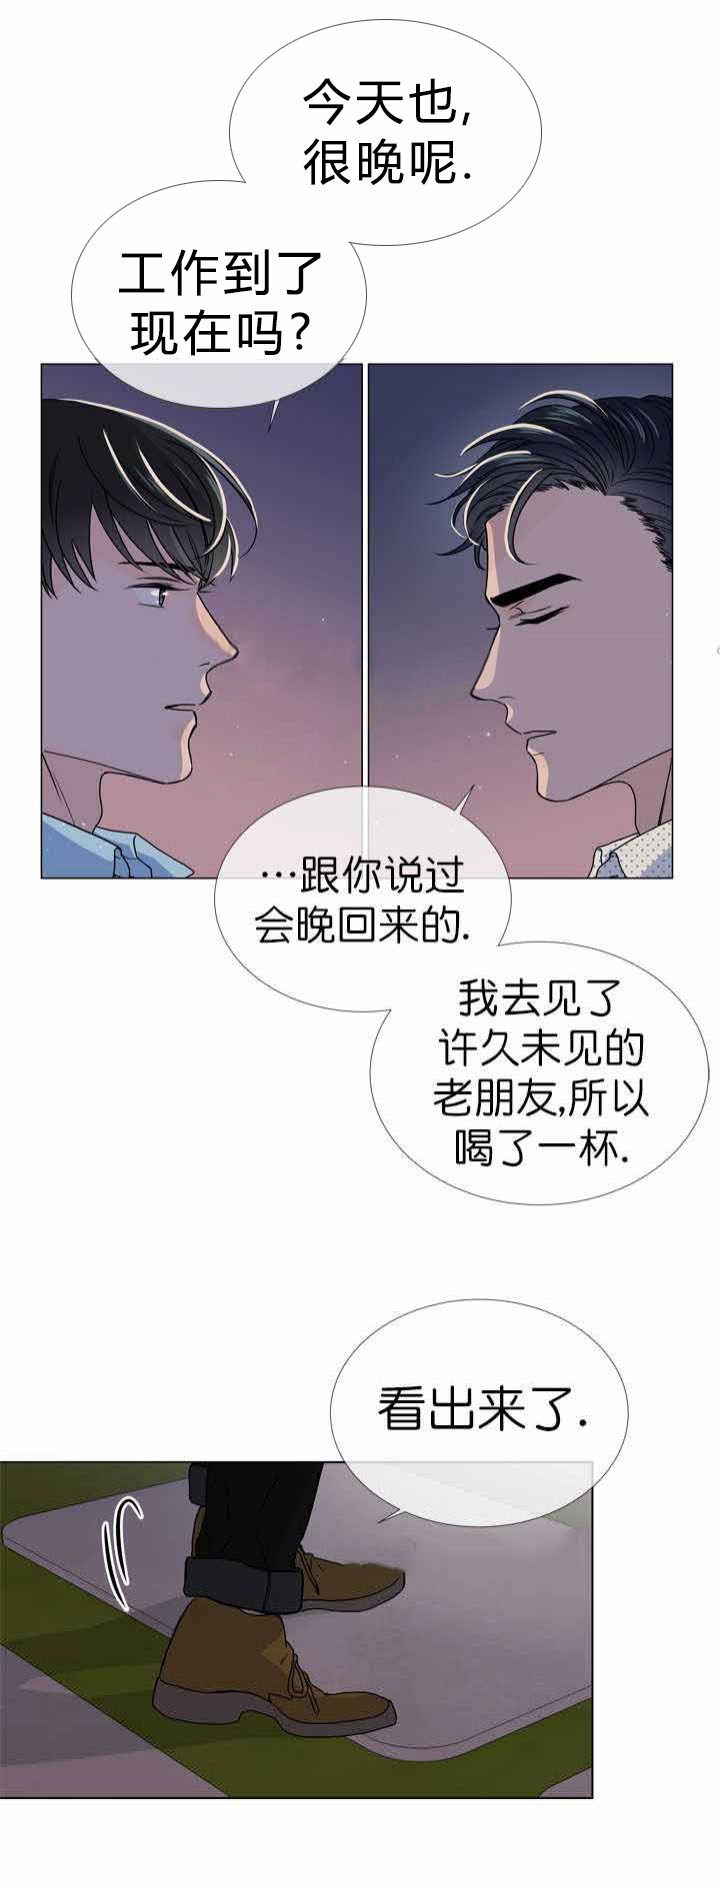 今天也,
很晚呢.
工作到了
现在吗?
…跟你说过
会晚回来的.
我去见了
许久未见的
老朋友,所以
喝了一杯.
看出来了.